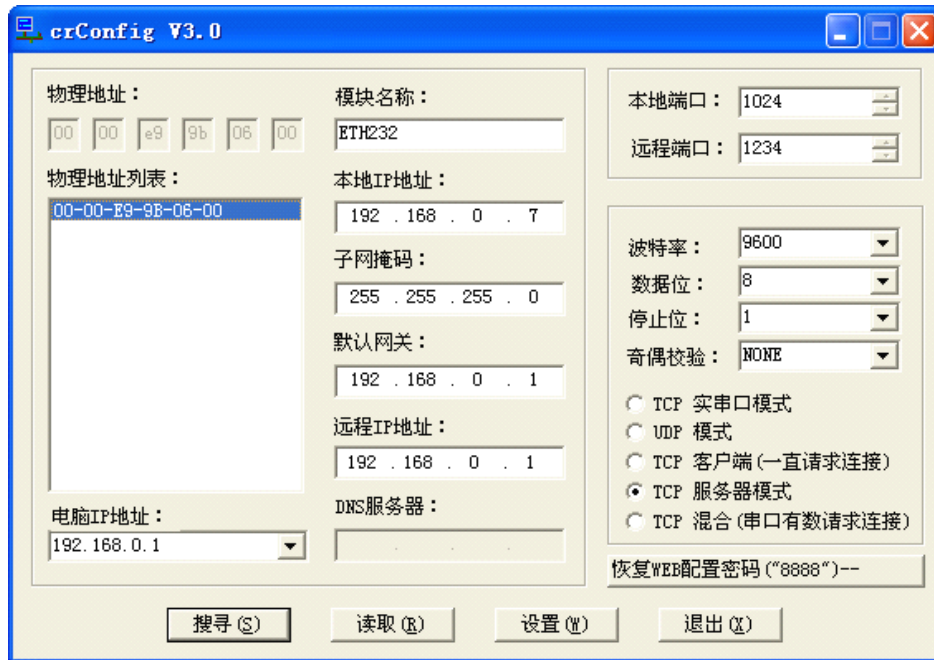 crConfig V3.0
物理地址：
00 00 e9 9b 06 00
物理地址列表：
00-00-E9-9B-06-00
电脑IP地址：
192.168.0.1
模块名称：
ETH232
本地IP地址：
192 . 168 . 0 . 7
子网掩码：
255 . 255 . 255 . 0
默认网关：
192 . 168 . 0 . 1
远程IP地址：
192 . 168 . 0 . 1
DNS服务器：
. . .
本地端口： 1024
远程端口： 1234
波特率： 9600
数据位： 8
停止位： 1
奇偶校验： NONE
TCP 实串口模式
UDP 模式
TCP 客户端(一直请求连接)
TCP 服务器模式
TCP 混合(串口有数请求连接)
恢复WEB配置密码("8888")--
搜寻(S) 读取(R) 设置(W) 退出(X)